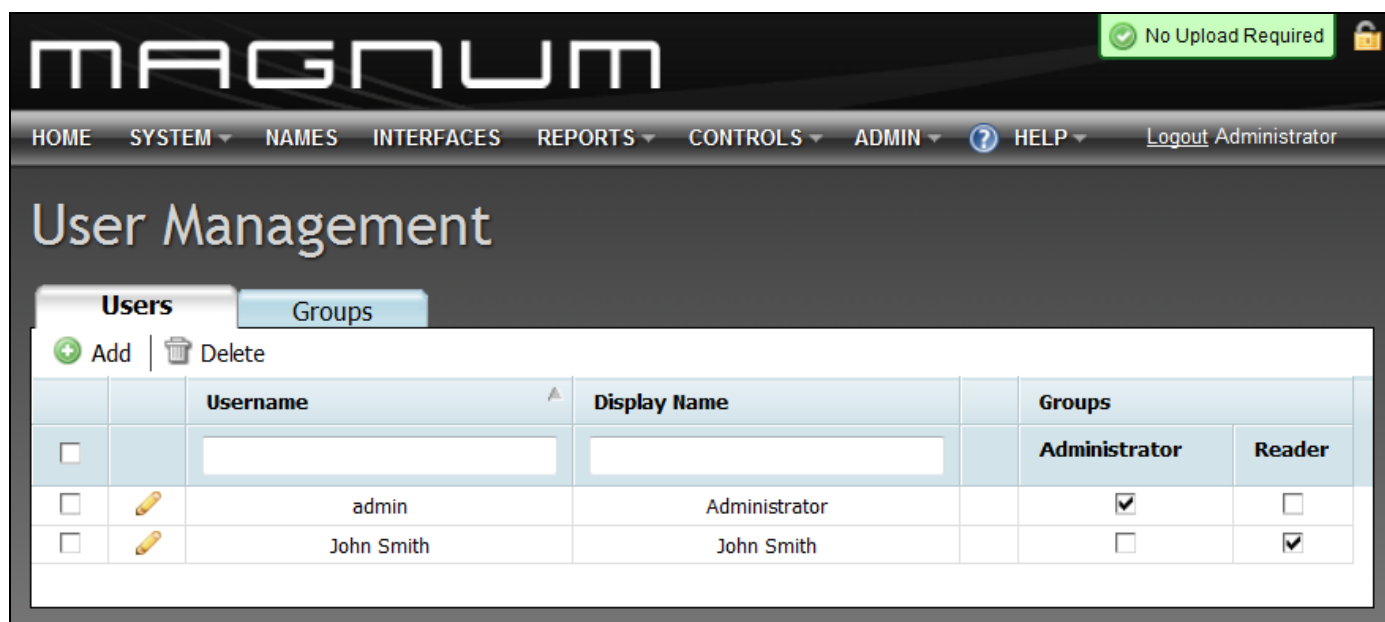 No Upload Required
MAGNUM
HOME SYSTEM NAMES INTERFACES REPORTS CONTROLS ADMIN ? HELP Logout Administrator
User Management
Users Groups
Add Delete
Username Display Name Groups
Administrator Reader
admin Administrator
John Smith John Smith